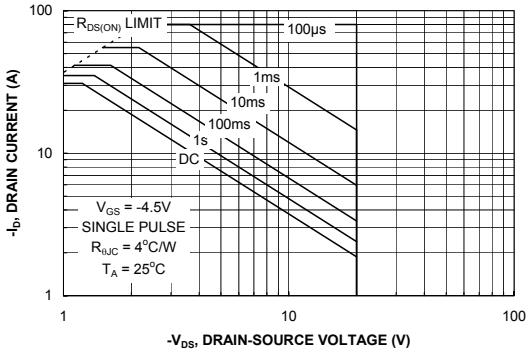 100
R_DS(ON) LIMIT
100µs
1ms
10ms
100ms
1s
DC
10
V_GS = -4.5V
SINGLE PULSE
R_θJC = 4°C/W
T_A = 25°C
1
1
10
100
-I_D, DRAIN CURRENT (A)
-V_DS, DRAIN-SOURCE VOLTAGE (V)